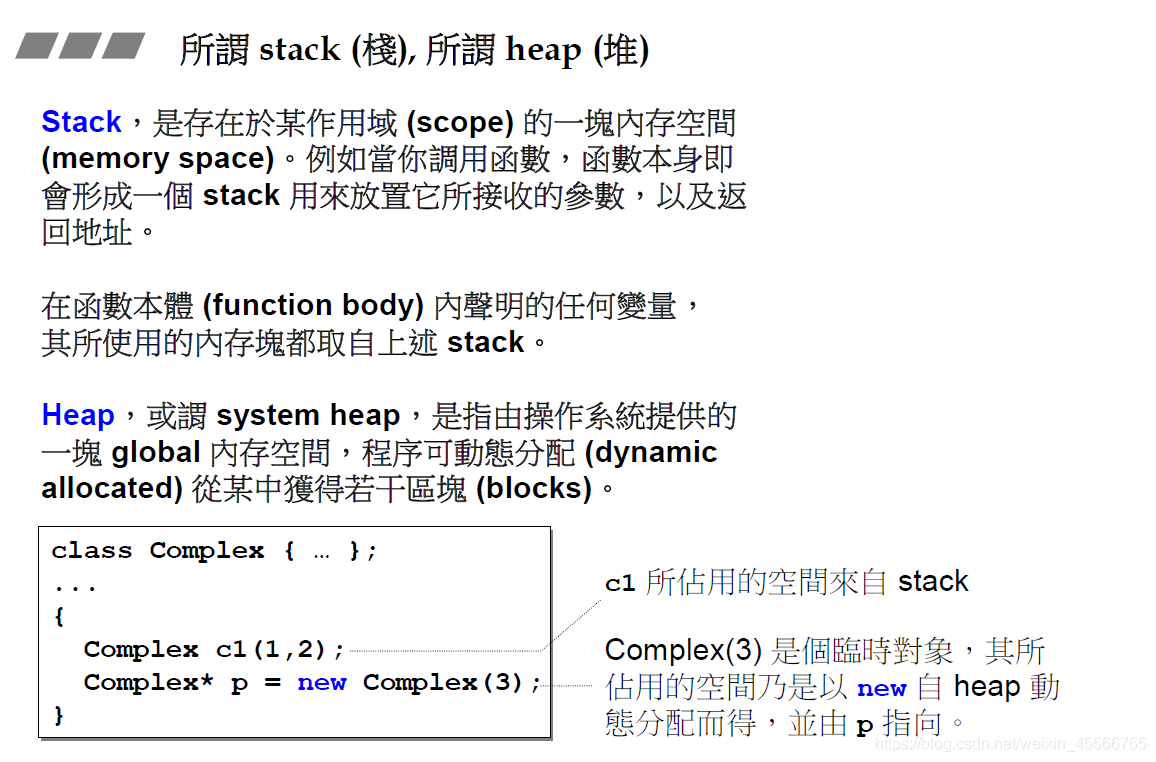 所謂 stack (棧), 所謂 heap (堆)
Stack，是存在於某作用域 (scope) 的一塊內存空間
(memory space)。例如當你調用函數，函數本身即
會形成一個 stack 用來放置它所接收的參數，以及返
回地址。
在函數本體 (function body) 內聲明的任何變量，
其所使用的內存塊都取自上述 stack。
Heap，或謂 system heap，是指由操作系統提供的
一塊 global 內存空間，程序可動態分配 (dynamic
allocated) 從某中獲得若干區塊 (blocks)。
class Complex { … };
...
{
Complex c1(1,2);
Complex* p = new Complex(3);
}
c1 所佔用的空間來自 stack
Complex(3) 是個臨時對象，其所
佔用的空間乃是以 new 自 heap 動
態分配而得，並由 p 指向。
https://blog.csdn.net/weixin_45566765